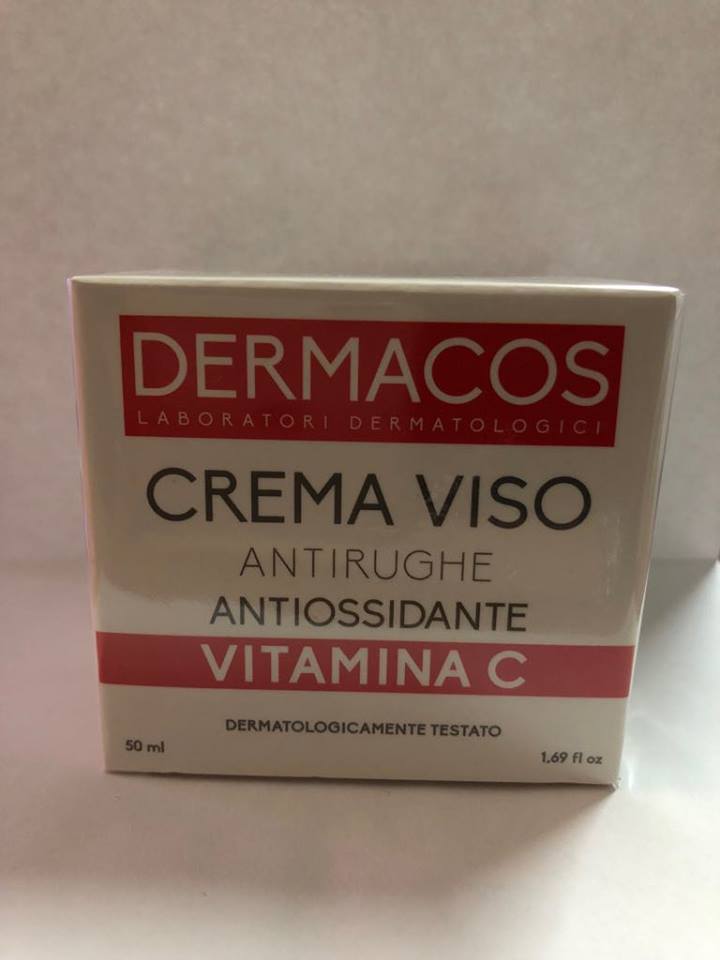 DERMACOS
LABORATORI DERMATOLOGICI
CREMA VISO
ANTIRUGHE
ANTIOSSIDANTE
VITAMINA C
DERMATOLOGICAMENTE TESTATO
50 ml
1.69 fl oz